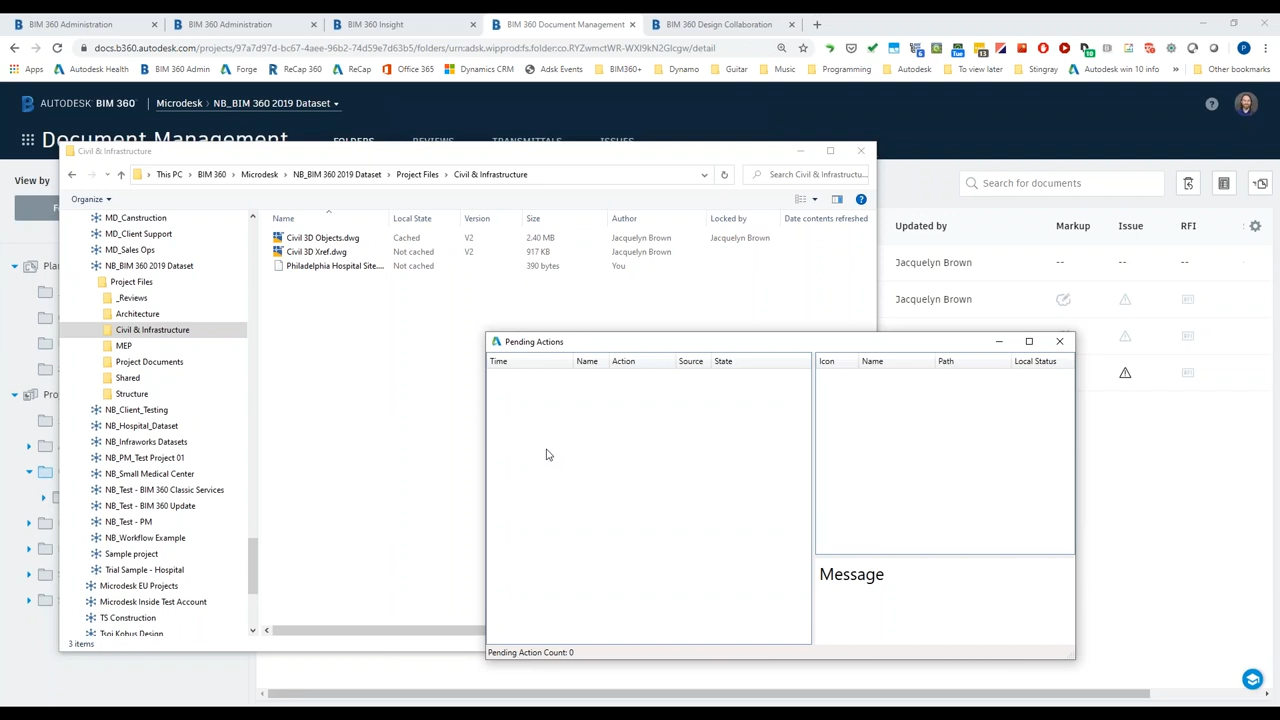 BIM 360 Administration
BIM 360 Administration
BIM 360 Insight
BIM 360 Document Management
BIM 360 Design Collaboration
docs.b360.autodesk.com/projects/97a7d97d-bc67-4aee-96b2-74d59e7d63b5/folders/urn:adsk.wipprod:fs.folder:co.RYZwmctWR-WXI9kN2Glcgw/detail
Apps
Autodesk Health
BIM 360 Admin
Forge
ReCap 360
ReCap
Office 365
Dynamics CRM
Adsk Events
BIM360+
Dynamo
Guitar
Music
Programming
Autodesk
To view later
Stingray
Autodesk win 10 info
»
Other bookmarks
AUTODESK® BIM 360°
Microdesk > NB_BIM 360 2019 Dataset
Document Management
FOLDERS
REVIEWS
TRANSMITTALS
ISSUES
View by
Search for documents
Updated by
Markup
Issue
RFI
Jacquelyn Brown
--
--
--
Jacquelyn Brown
Civil & Infrastructure
This PC > BIM 360 > Microdesk > NB_BIM 360 2019 Dataset > Project Files > Civil & Infrastructure
Search Civil & Infrastructu...
Organize
Name
Local State
Version
Size
Author
Locked by
Date contents refreshed
Civil 3D Objects.dwg Cached V2 2.40 MB Jacquelyn Brown Jacquelyn Brown
Civil 3D Xref.dwg Not cached V2 917 KB Jacquelyn Brown
Philadelphia Hospital Site.... Not cached 390 bytes You
MD_Construction
MD_Client Support
MD_Sales Ops
NB_BIM 360 2019 Dataset
Project Files
_Reviews
Architecture
Civil & Infrastructure
MEP
Project Documents
Shared
Structure
NB_Client_Testing
NB_Hospital_Dataset
NB_Infraworks Datasets
NB_PM_Test Project 01
NB_Small Medical Center
NB_Test - BIM 360 Classic Services
NB_Test - BIM 360 Update
NB_Test - PM
NB_Workflow Example
Sample project
Trial Sample - Hospital
Microdesk EU Projects
Microdesk Inside Test Account
TS Construction
Tsoi Kobus Design
3 items
Pending Actions
Time
Name
Action
Source
State
Icon
Name
Path
Local Status
Message
Pending Action Count: 0